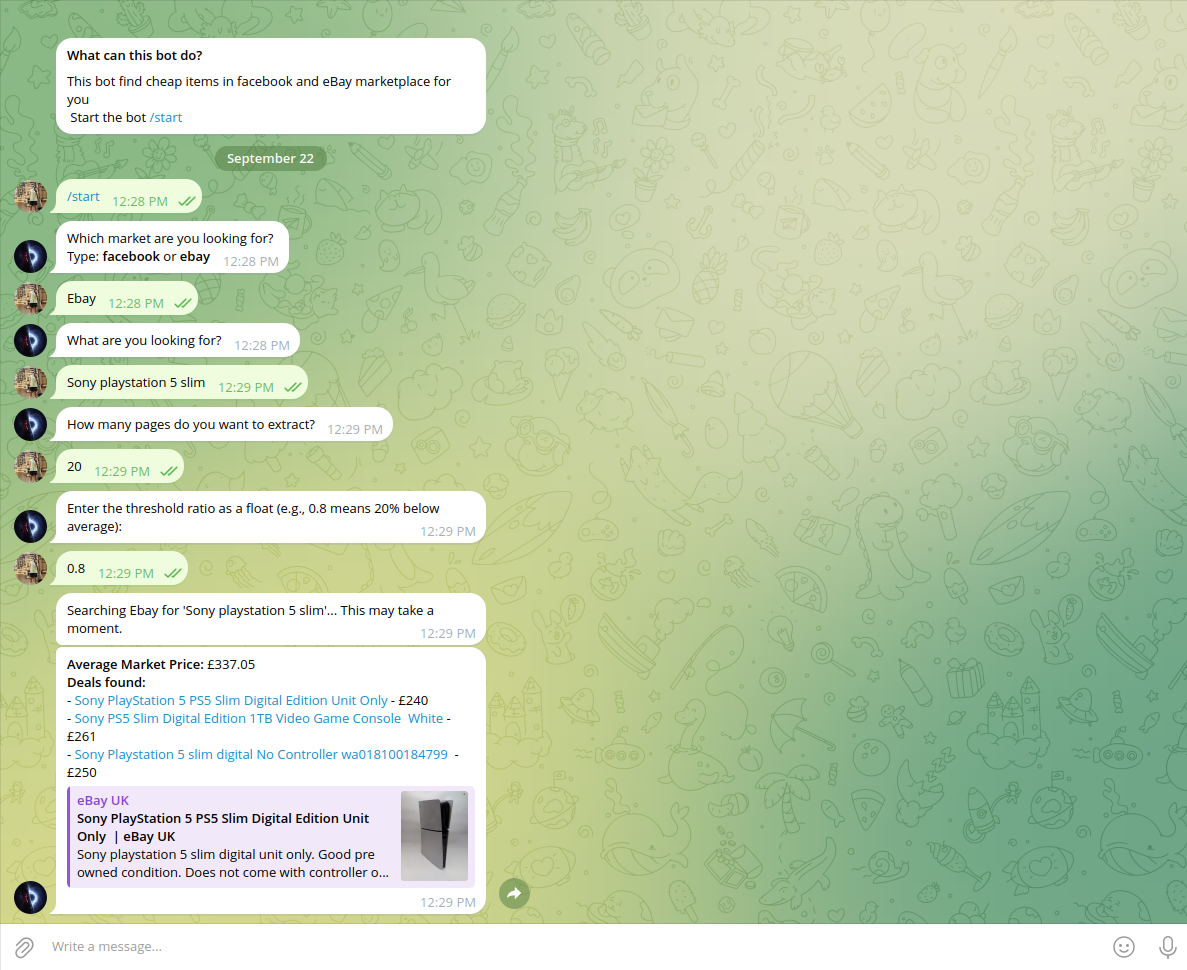 What can this bot do?
This bot find cheap items in facebook and eBay marketplace for
you
Start the bot /start
September 22
/start 12:28 PM
Which market are you looking for?
Type: facebook or ebay 12:28 PM
Ebay 12:28 PM
What are you looking for? 12:28 PM
Sony playstation 5 slim 12:29 PM
How many pages do you want to extract? 12:29 PM
20 12:29 PM
Enter the threshold ratio as a float (e.g., 0.8 means 20% below
average): 12:29 PM
0.8 12:29 PM
Searching Ebay for 'Sony playstation 5 slim'... This may take a
moment. 12:29 PM
Average Market Price: £337.05
Deals found:
- Sony PlayStation 5 PS5 Slim Digital Edition Unit Only - £240
- Sony PS5 Slim Digital Edition 1TB Video Game Console  White -
£261
- Sony Playstation 5 slim digital No Controller wa018100184799  -
£250
eBay UK
Sony PlayStation 5 PS5 Slim Digital Edition Unit
Only  | eBay UK
Sony playstation 5 slim digital unit only. Good pre
owned condition. Does not come with controller o...
12:29 PM
Write a message...